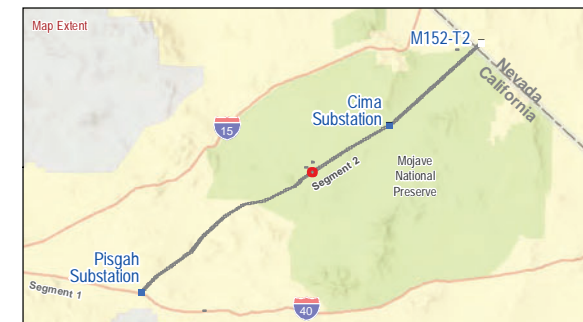 Map Extent
M152-T2
Nevada
California
Cima
Substation
15
Segment 2
Mojave
National
Preserve
Pisgah
Substation
Segment 1
40